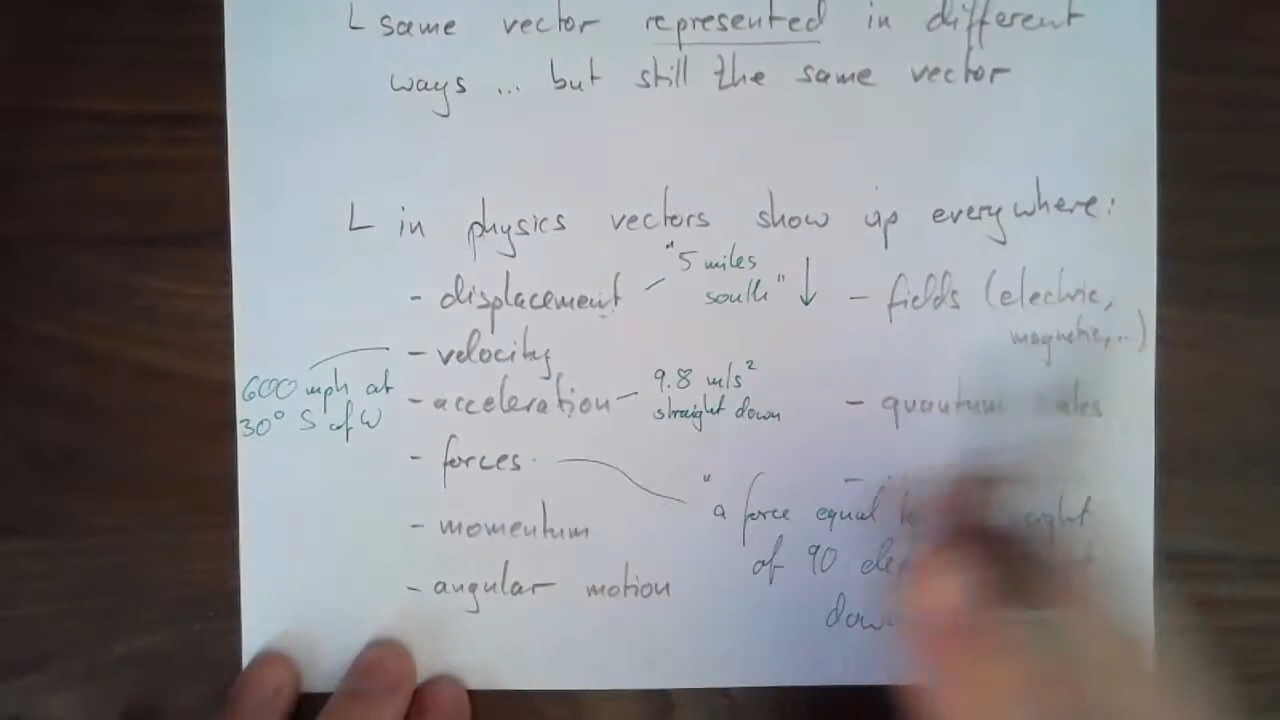 └ same vector represented in different
ways ... but still the same vector
└ in physics vectors show up everywhere:
- displacement
"5 miles
south" ↓
- velocity
600 mph at
30° S of W
- acceleration
9.8 m/s²
straight down
- forces
"a force equal
of 90
- momentum
- angular motion
- fields (electric,
magnetic,...)
- quantum